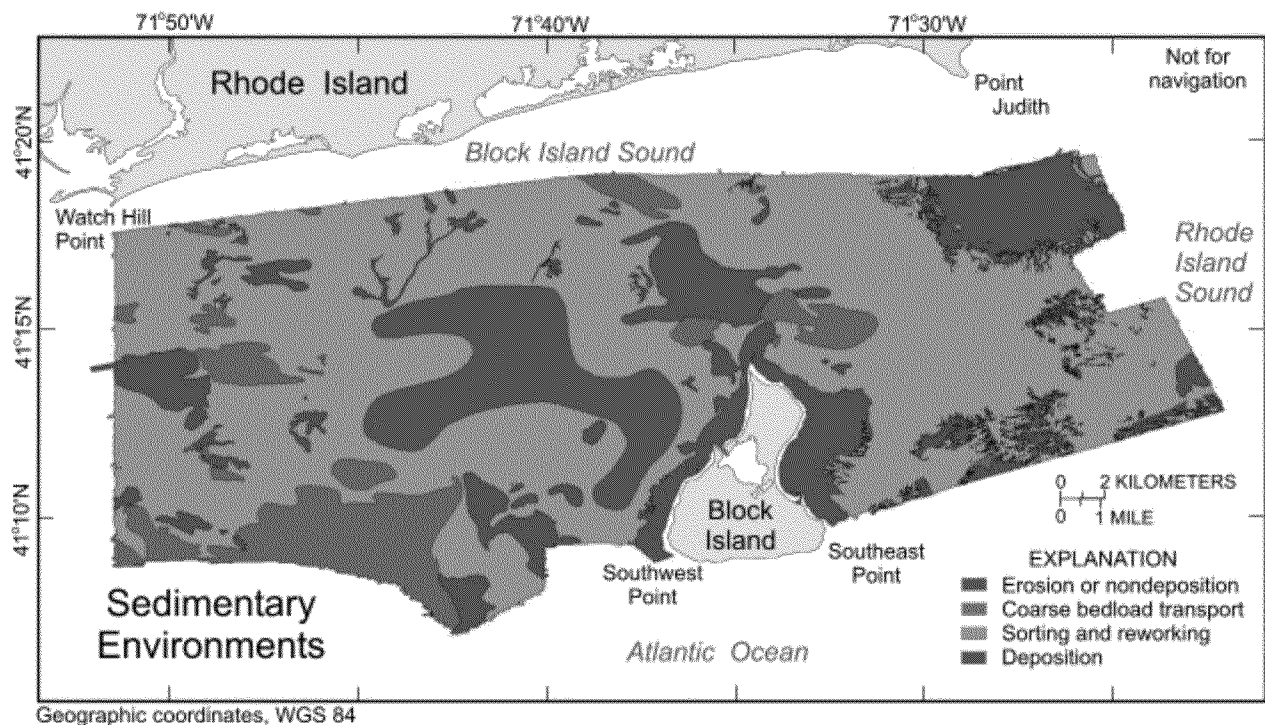 71°50'W
71°40'W
71°30'W
Rhode Island
Not for
navigation
Point
Judith
41°20'N
Block Island Sound
Watch Hill
Point
Rhode
Island
Sound
41°15'N
0 2 KILOMETERS
0 1 MILE
41°10'N
Block
Island
Southwest
Point
Southeast
Point
EXPLANATION
Erosion or nondeposition
Coarse bedload transport
Sorting and reworking
Deposition
Sedimentary
Environments
Atlantic Ocean
Geographic coordinates, WGS 84